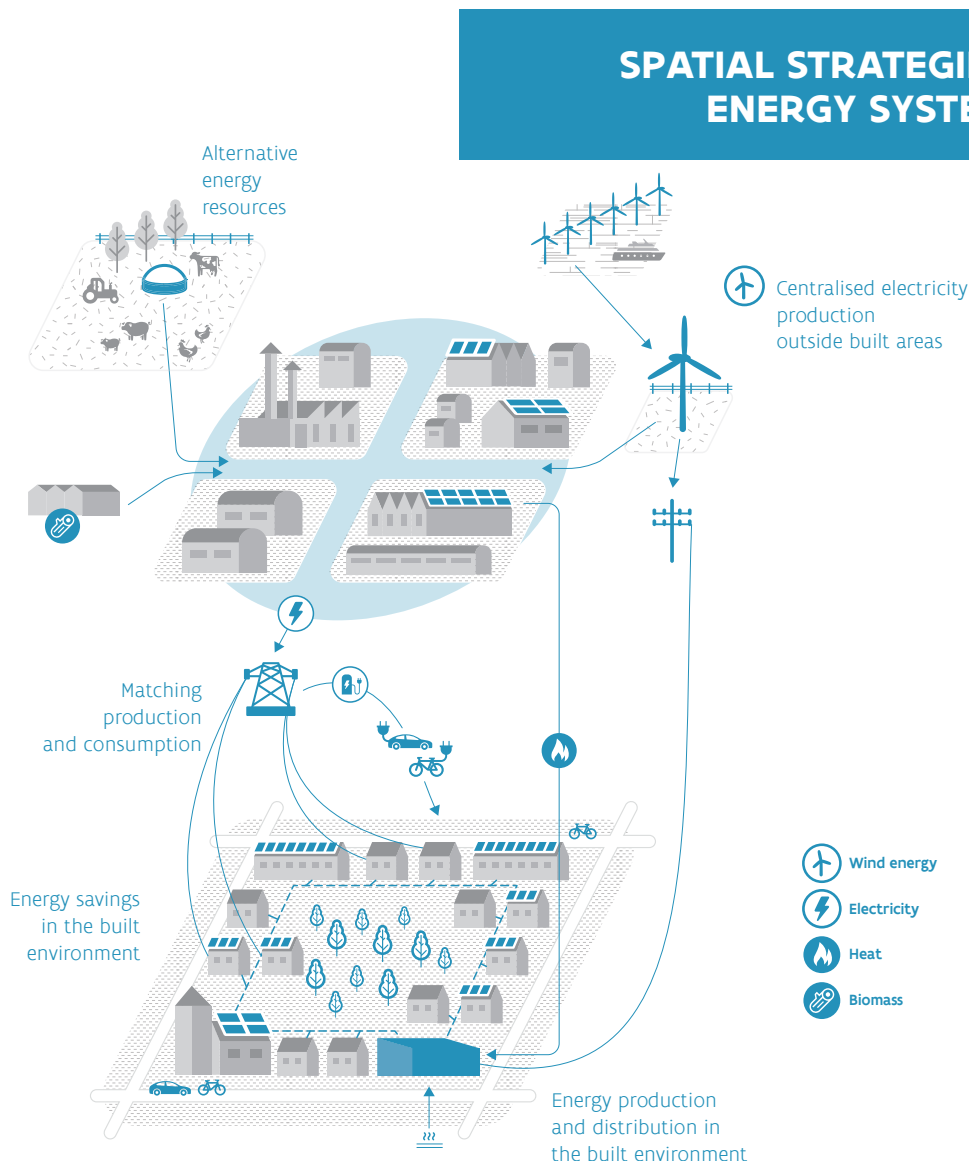 SPATIAL STRATEGI
ENERGY SYSTE
Alternative
energy
resources
Centralised electricity
production
outside built areas
Matching
production
and consumption
Energy savings
in the built
environment
Wind energy
Electricity
Heat
Biomass
Energy production
and distribution in
the built environment